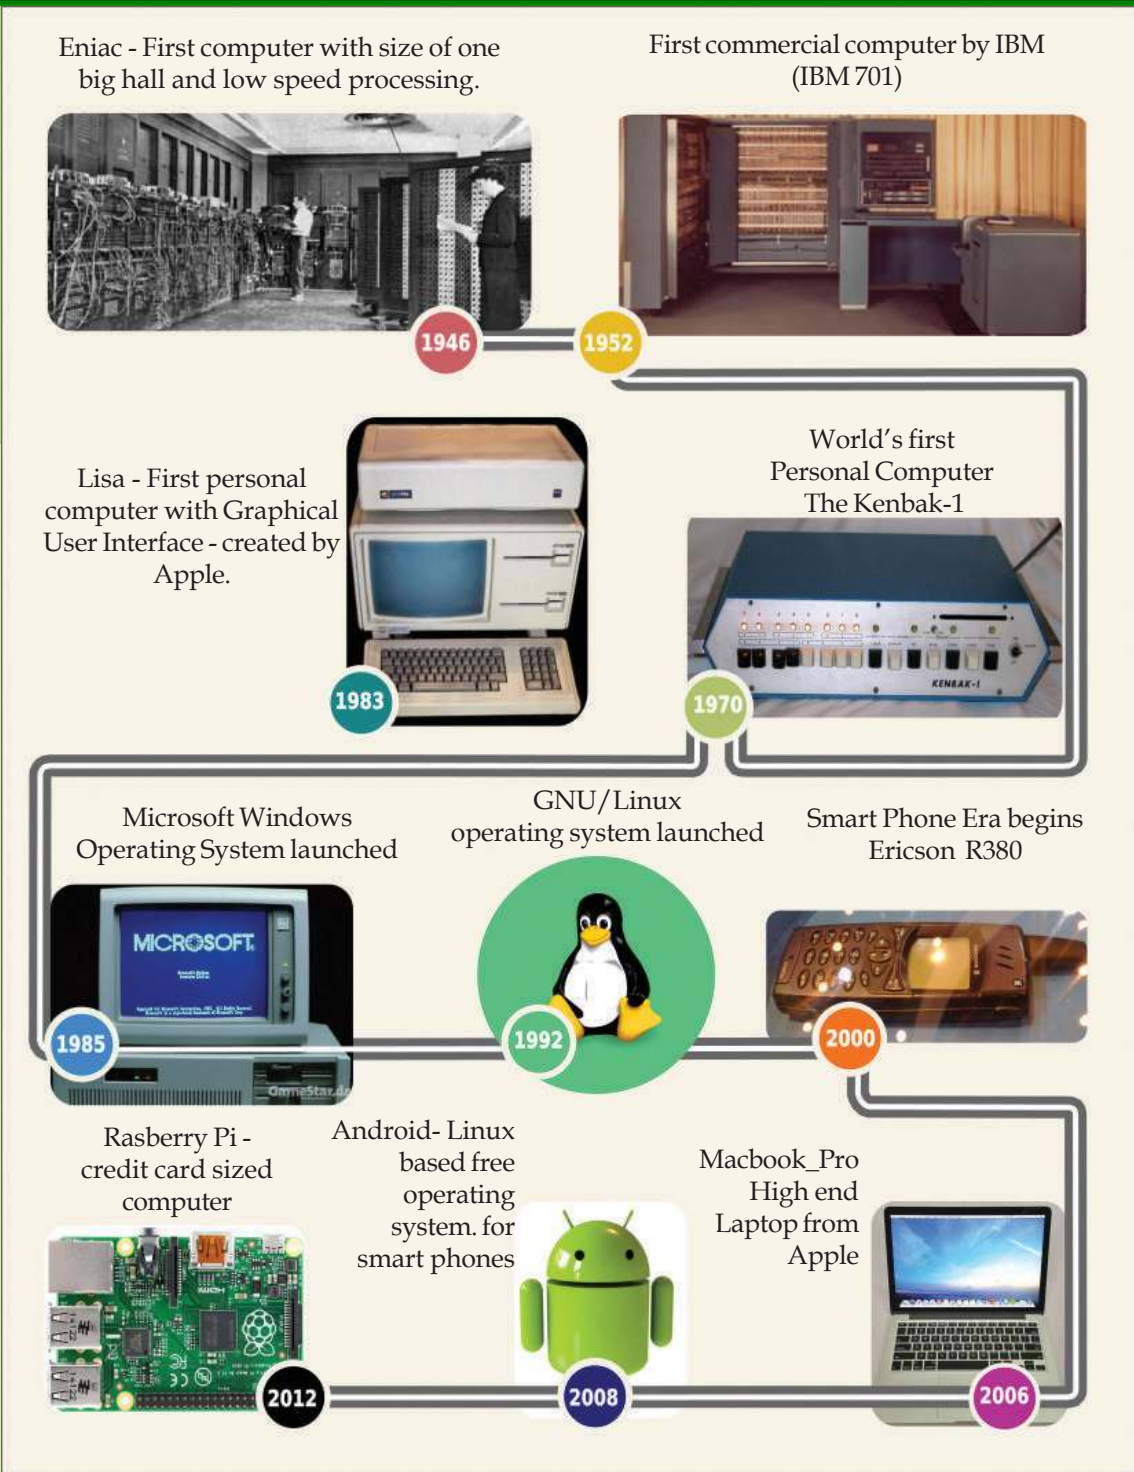 Eniac - First computer with size of one
big hall and low speed processing.
First commercial computer by IBM
(IBM 701)
1946
1952
Lisa - First personal
computer with Graphical
User Interface - created by
Apple.
World's first
Personal Computer
The Kenbak-1
KENBAK-1
1983
1970
Microsoft Windows
Operating System launched
GNU/Linux
operating system launched
Smart Phone Era begins
Ericson R380
MICROSOFT
1985
1992
2000
GameStar.de
Rasberry Pi -
credit card sized
computer
Android- Linux
based free
operating
system. for
smart phones
Macbook_Pro
High end
Laptop from
Apple
HDMI
2012
2008
2006